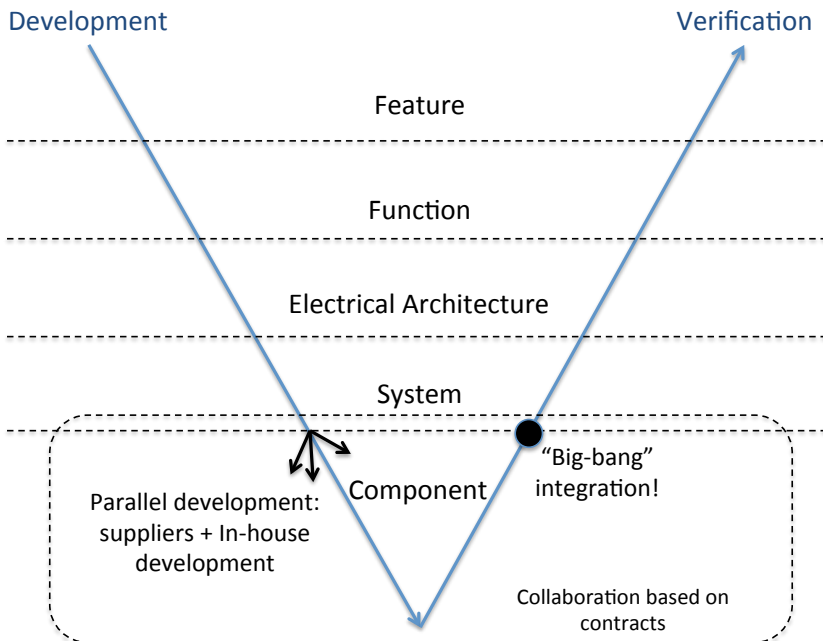 Development
Verification
Feature
Function
Electrical Architecture
System
“Big-bang”
integration!
Component
Parallel development:
suppliers + In-house
development
Collaboration based on
contracts